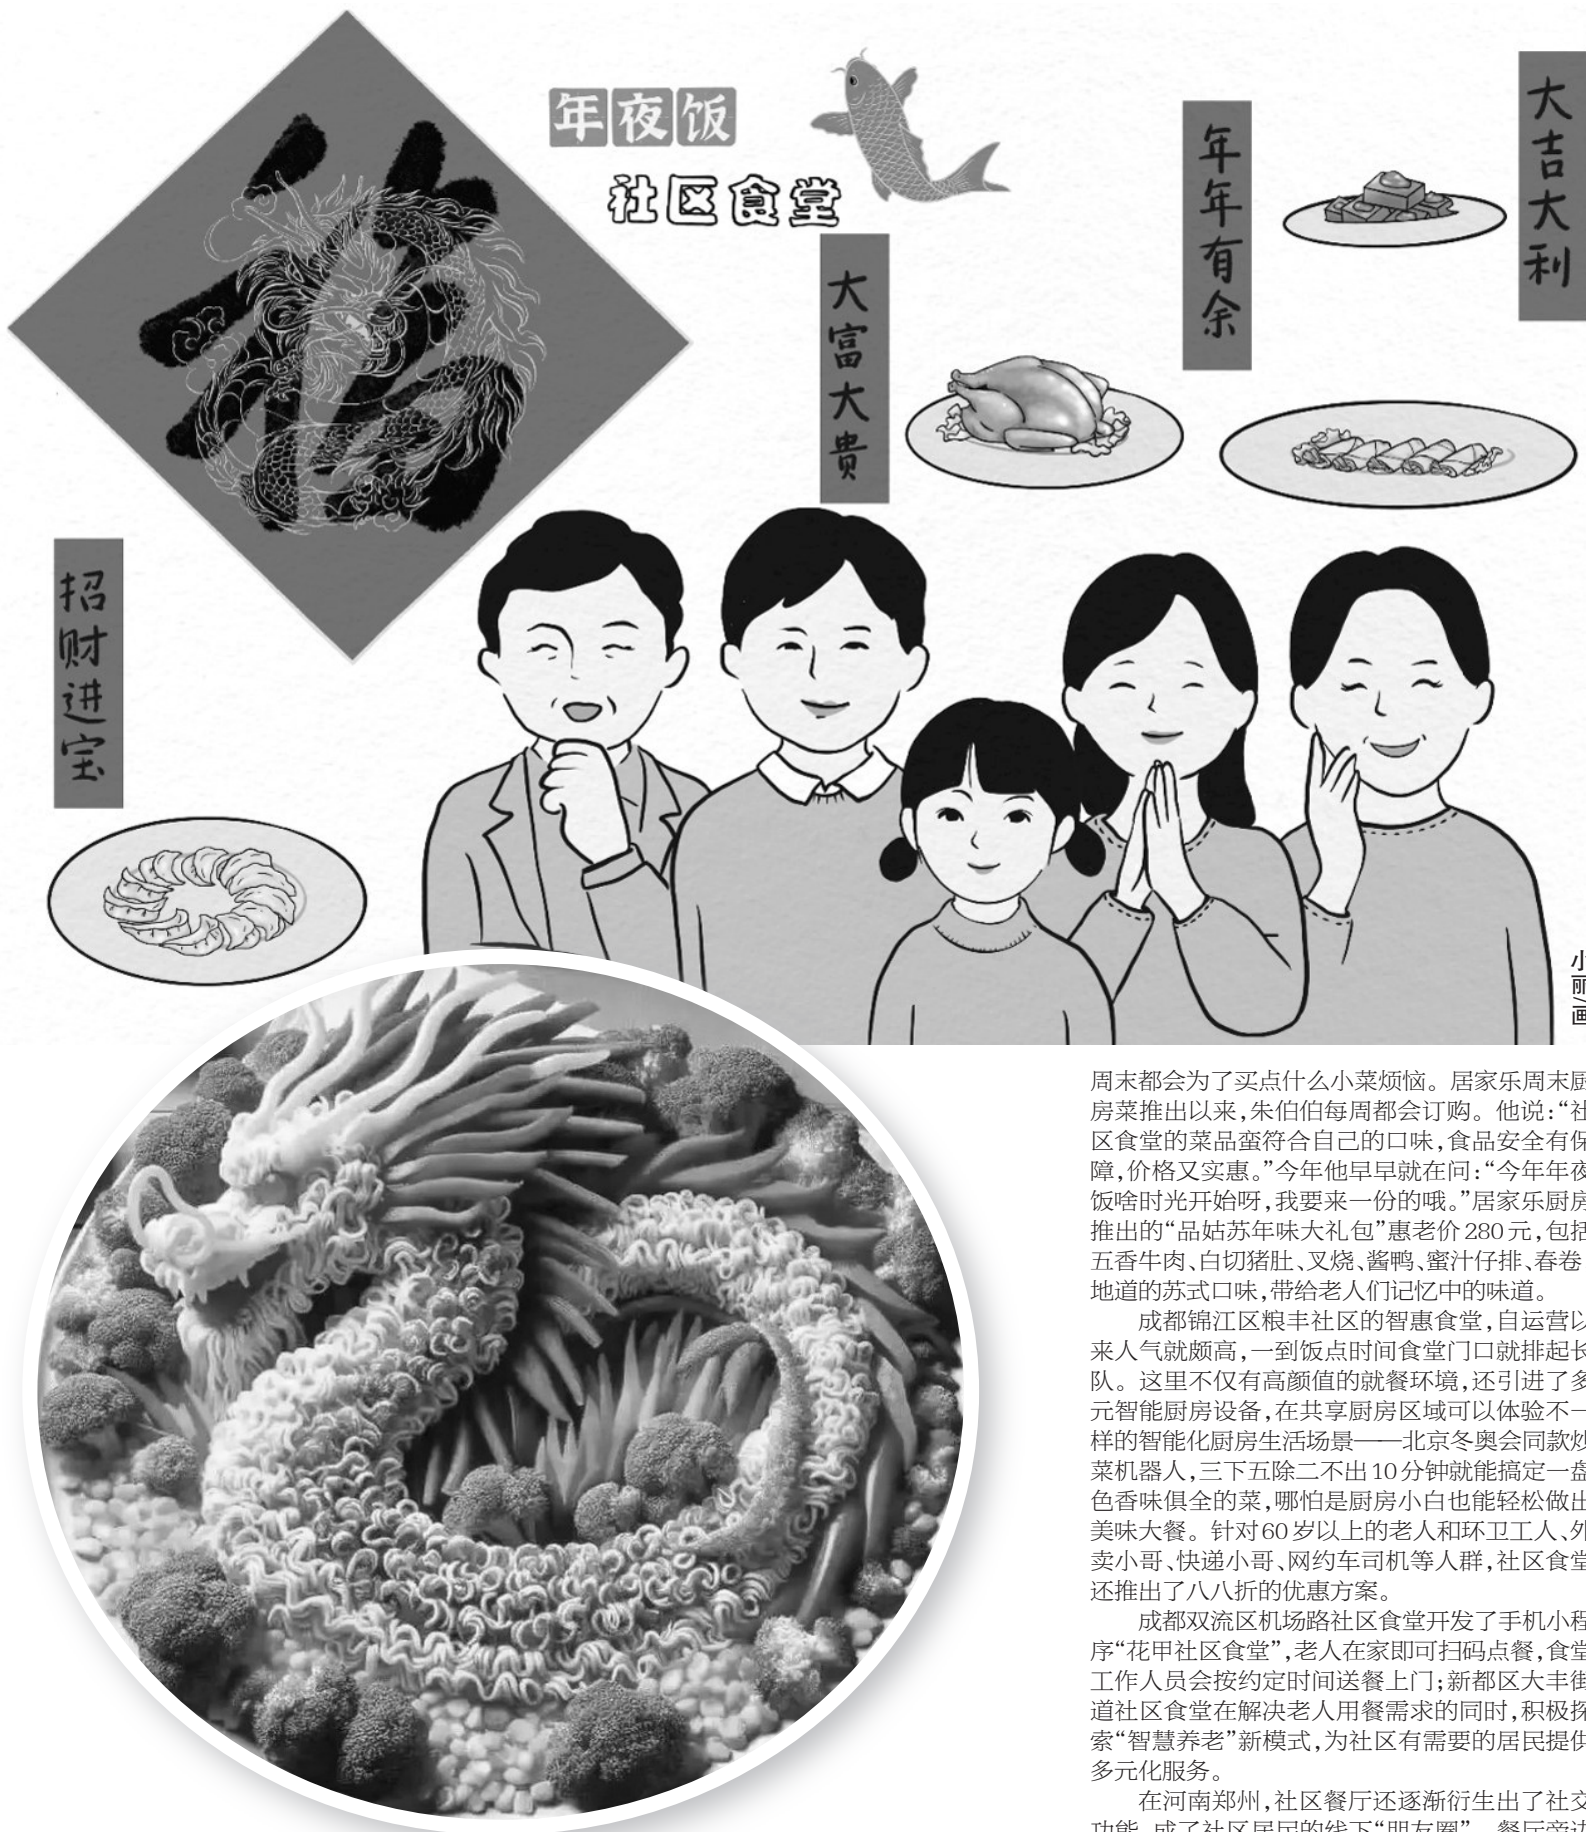 福
年夜饭
社区食堂
大富大贵
年年有余
大吉大利
招财进宝
小丽/画
周末都会为了买点什么小菜烦恼。居家乐周末厨
房菜推出以来,朱伯伯每周都会订购。他说:“社
区食堂的菜品蛮符合自己的口味,食品安全有保
障,价格又实惠。”今年他早早就在问:“今年年夜
饭啥时光开始呀,我要来一份的哦。”居家乐厨房
推出的“品姑苏年味大礼包”惠老价280元,包括
五香牛肉、白切猪肚、叉烧、酱鸭、蜜汁仔排、春卷
地道的苏式口味,带给老人们记忆中的味道。
成都锦江区粮丰社区的智惠食堂,自运营以
来人气就颇高,一到饭点时间食堂门口就排起长
队。这里不仅有高颜值的就餐环境,还引进了多
元智能厨房设备,在共享厨房区域可以体验不一
样的智能化厨房生活场景——北京冬奥会同款炒
菜机器人,三下五除二不出10分钟就能搞定一盘
色香味俱全的菜,哪怕是厨房小白也能轻松做出
美味大餐。针对60岁以上的老人和环卫工人、外
卖小哥、快递小哥、网约车司机等人群,社区食堂
还推出了八八折的优惠方案。
成都双流区机场路社区食堂开发了手机小程
序“花甲社区食堂”,老人在家即可扫码点餐,食堂
工作人员会按约定时间送餐上门;新都区大丰街
道社区食堂在解决老人用餐需求的同时,积极探
索“智慧养老”新模式,为社区有需要的居民提供
多元化服务。
在河南郑州,社区餐厅还逐渐衍生出了社交
功能,成了社区居民的线下“朋友圈”。餐厅旁边